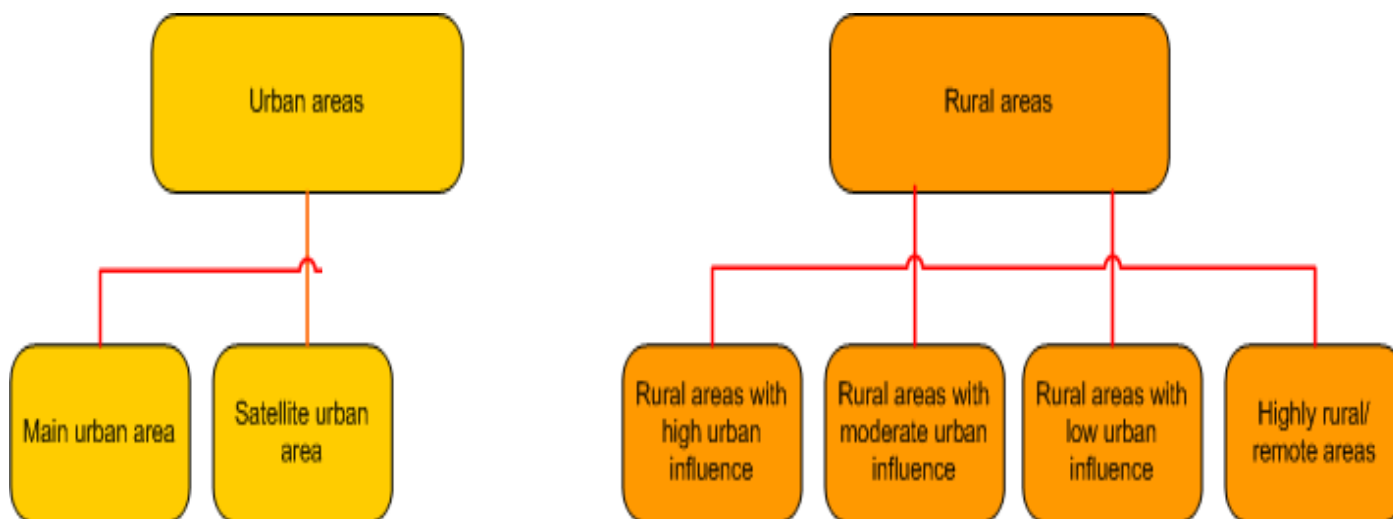 Urban areas
Rural areas
Main urban area
Satellite urban
area
Rural areas with
high urban
influence
Rural areas with
moderate urban
influence
Rural areas with
low urban
influence
Highly rural/
remote areas